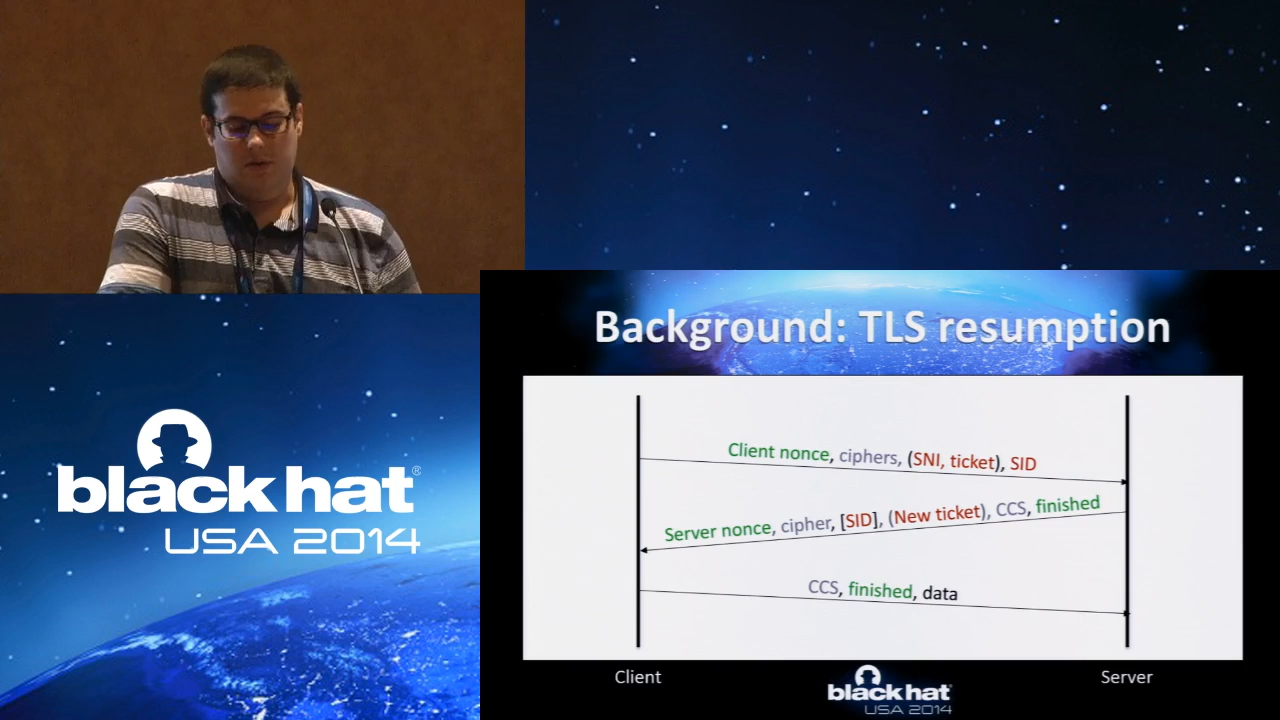 black hat®
USA 2014
Background: TLS resumption
Client nonce, ciphers, (SNI, ticket), SID
Server nonce, cipher, [SID], (New ticket), CCS, finished
CCS, finished, data
Client
Server
black hat®
USA 2014